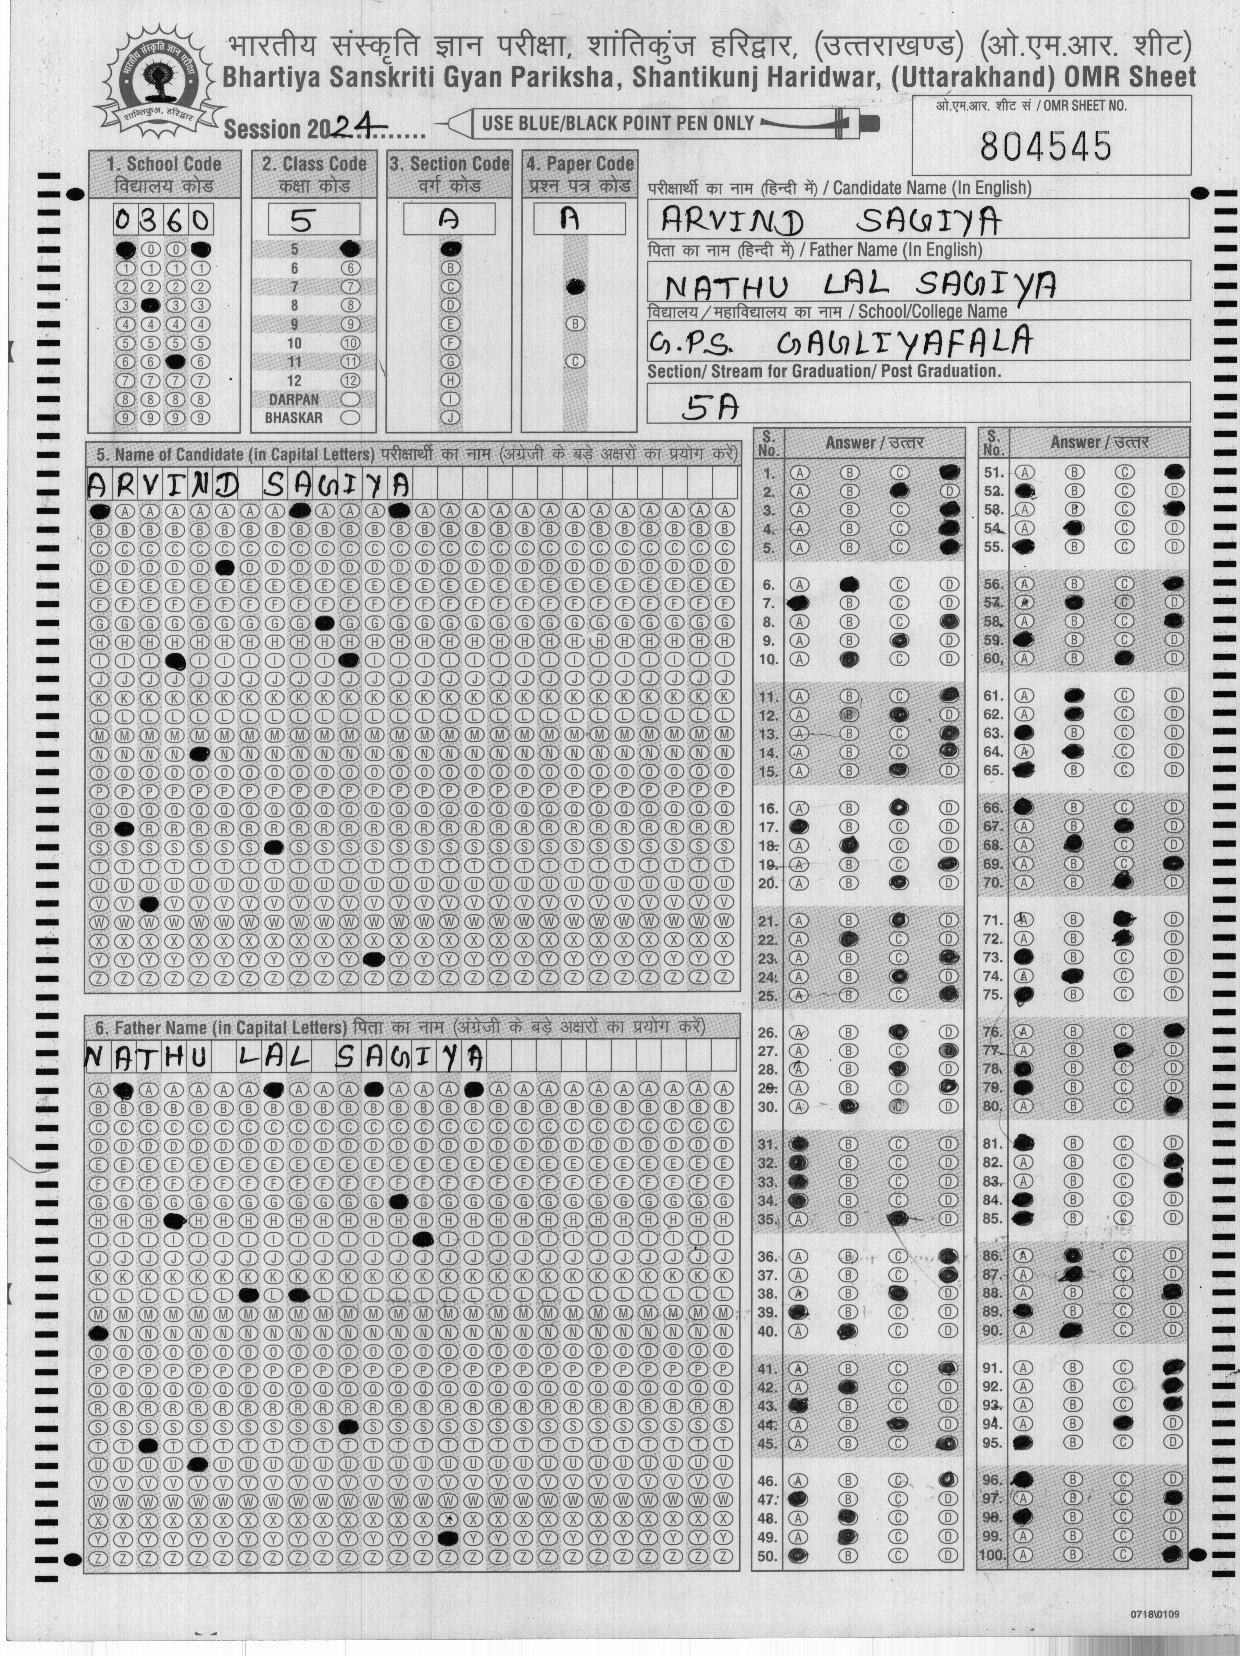 भारतीय संस्कृति ज्ञान परीक्षा, शांतिकुंज हरिद्वार, (उत्तराखण्ड) (ओ.एम.आर. शीट)
Bhartiya Sanskriti Gyan Pariksha, Shantikunj Haridwar, (Uttarakhand) OMR Sheet
Session 2024
USE BLUE/BLACK POINT PEN ONLY
ओ.एम.आर. शीट सं / OMR SHEET NO.
804545
1. School Code
विद्यालय कोड
0360
2. Class Code
कक्षा कोड
5
5
6
7
8
9
10
11
12
DARPAN
BHASKAR
3. Section Code
वर्ग कोड
A
4. Paper Code
प्रश्न पत्र कोड
A
परीक्षार्थी का नाम (हिन्दी में) / Candidate Name (In English)
ARVIND SAGIYA
पिता का नाम (हिन्दी में) / Father Name (In English)
NATHU LAL SAGIYA
विद्यालय/महाविद्यालय का नाम / School/College Name
G.P.S. GAGLIYAFALA
Section/ Stream for Graduation/ Post Graduation.
5A
5. Name of Candidate (in Capital Letters) परीक्षार्थी का नाम (अंग्रेजी के बड़े अक्षरों का प्रयोग करें)
ARVIND SAGIYA
6. Father Name (in Capital Letters) पिता का नाम (अंग्रेजी के बड़े अक्षरों का प्रयोग करें)
NATHU LAL SAGIYA
S. No. Answer / उत्तर
S. No. Answer / उत्तर
0718\0109